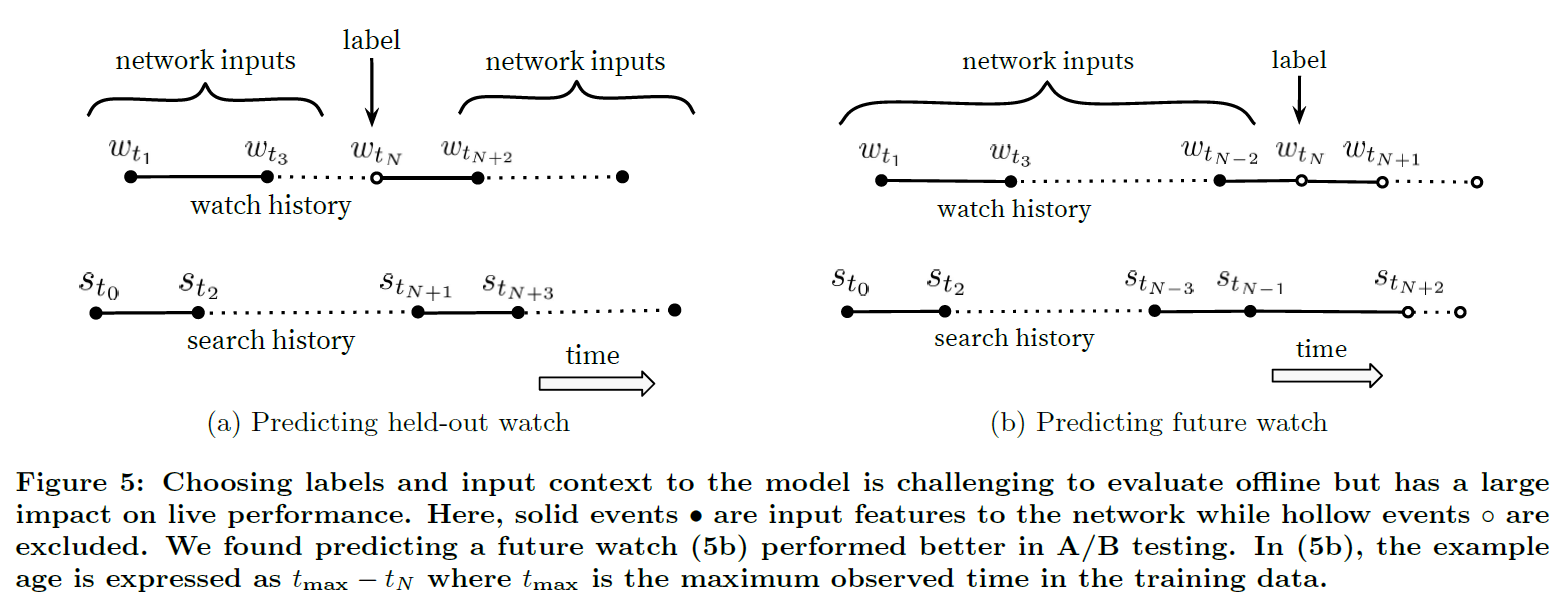 label
network inputs
network inputs
w_{t_1} w_{t_3} w_{t_N} w_{t_{N+2}}
watch history
s_{t_0} s_{t_2} s_{t_{N+1}} s_{t_{N+3}}
search history
time
(a) Predicting held-out watch
network inputs
label
w_{t_1} w_{t_3} w_{t_{N-2}} w_{t_N} w_{t_{N+1}}
watch history
s_{t_0} s_{t_2} s_{t_{N-3}} s_{t_{N-1}} s_{t_{N+2}}
search history
time
(b) Predicting future watch
Figure 5: Choosing labels and input context to the model is challenging to evaluate offline but has a large
impact on live performance. Here, solid events • are input features to the network while hollow events ○ are
excluded. We found predicting a future watch (5b) performed better in A/B testing. In (5b), the example
age is expressed as t_{max} − t_N where t_{max} is the maximum observed time in the training data.